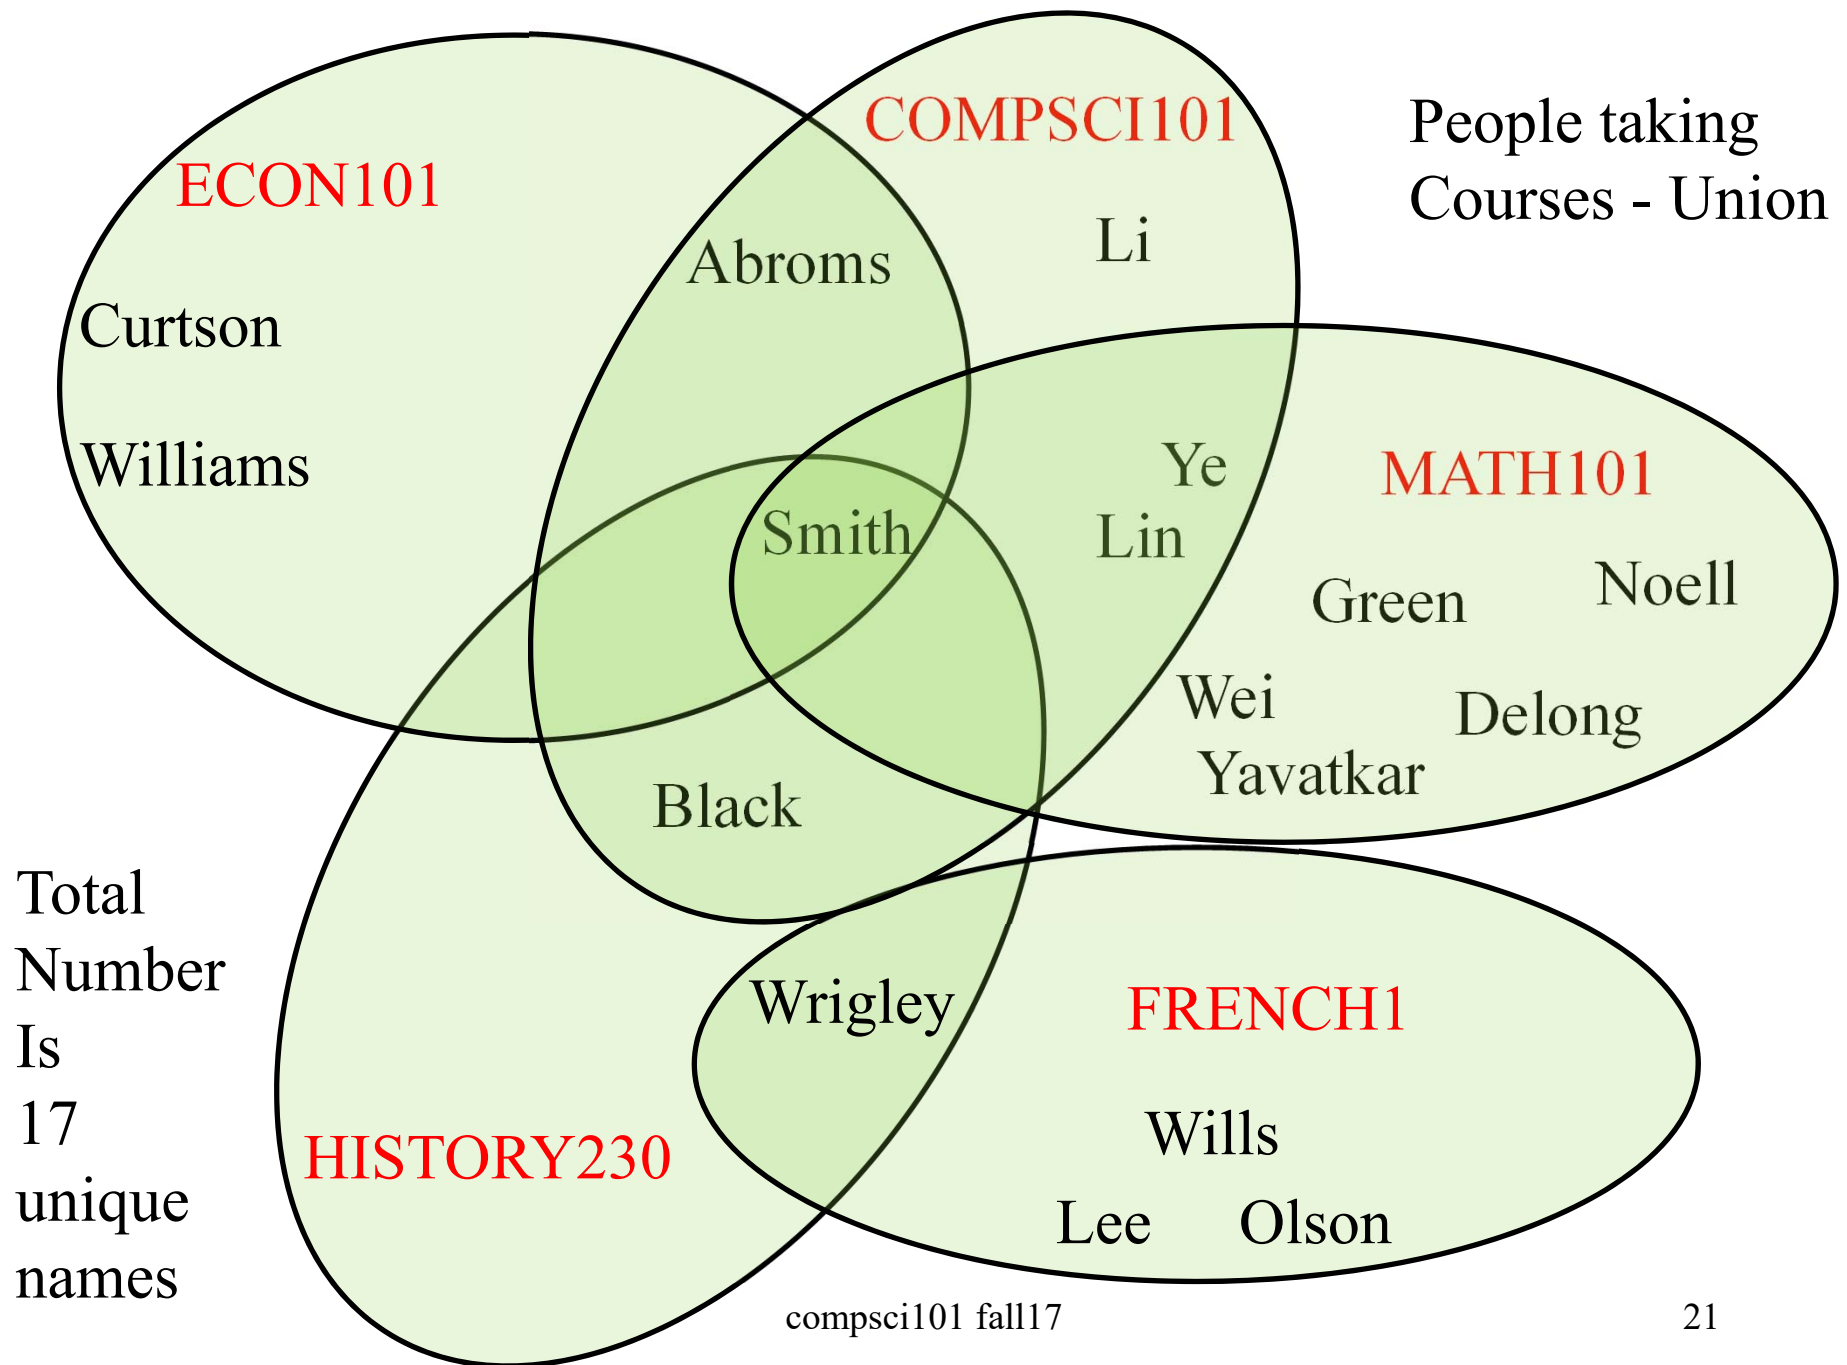 People taking
Courses - Union
COMPSCI101
ECON101
Abroms
Li
Curtson
Williams
Ye
MATH101
Smith
Lin
Green
Noell
Wei
Delong
Yavatkar
Black
Total
Number
Is
17
unique
names
Wrigley
FRENCH1
HISTORY230
Wills
Lee
Olson
compsci101 fall17
21